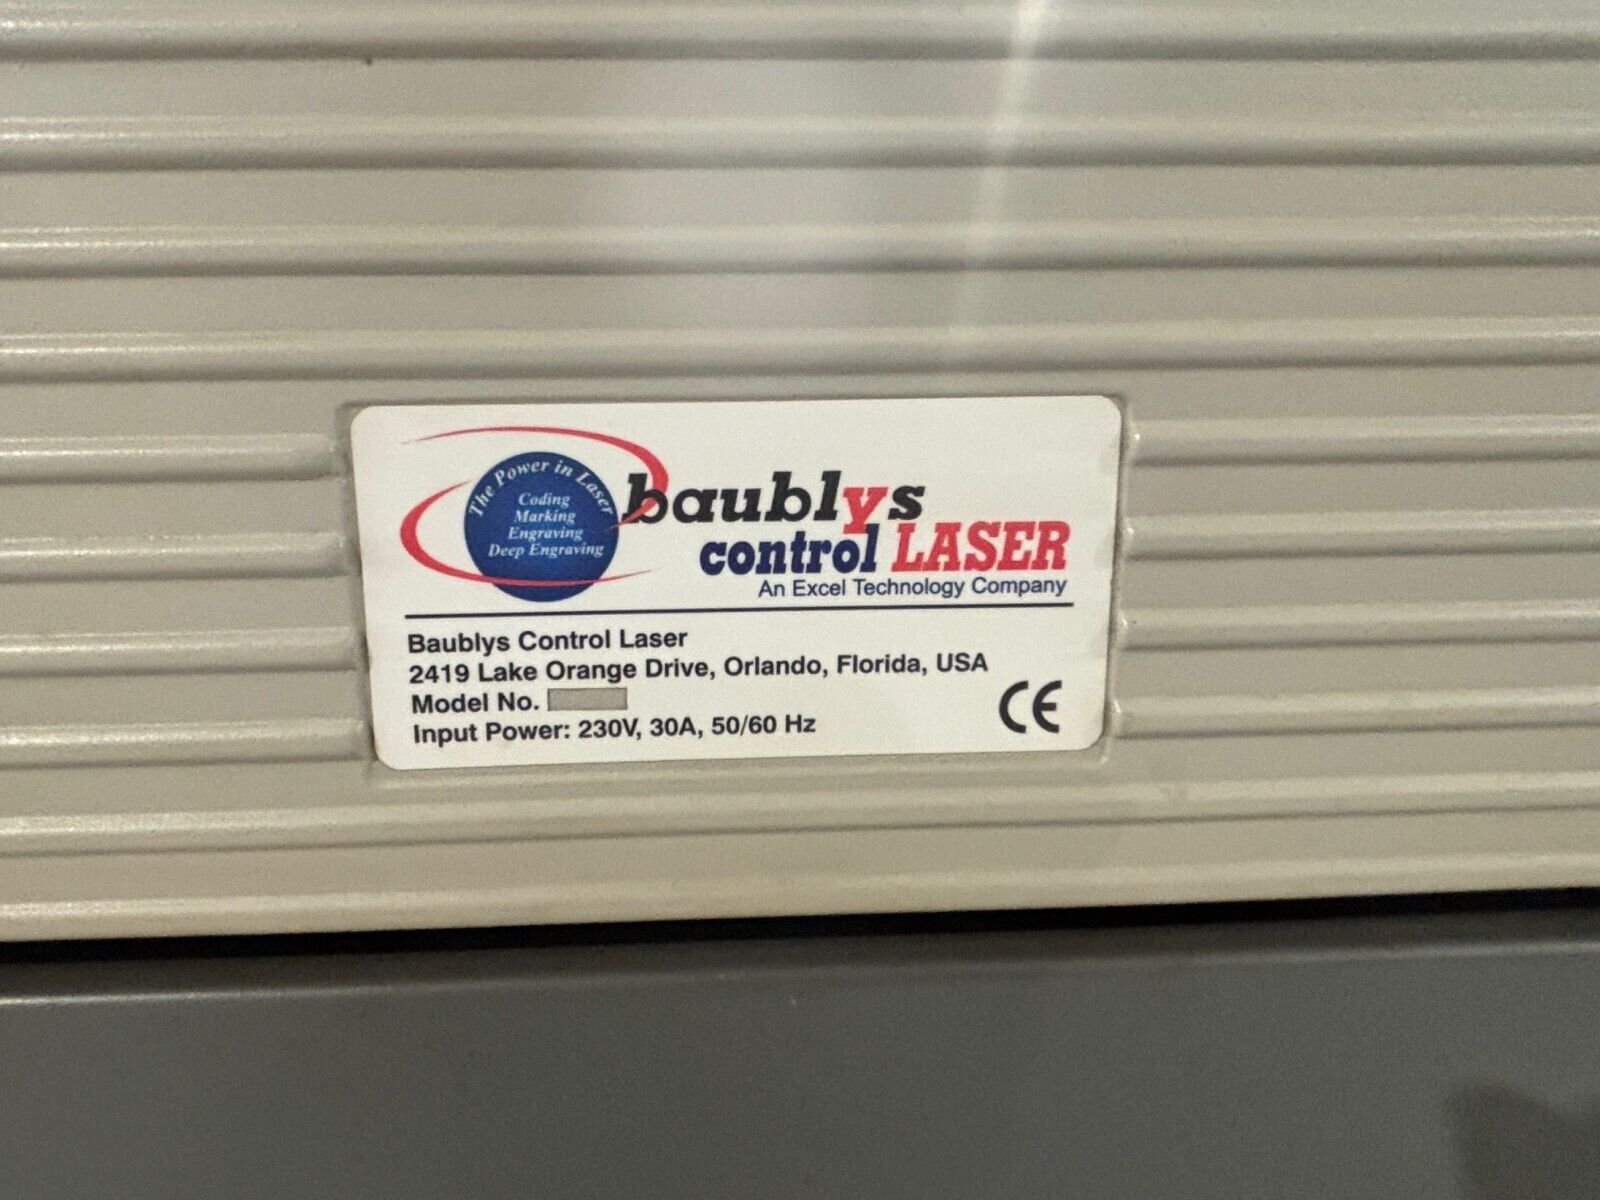 The Power in Laser
Coding
Marking
Engraving
Deep Engraving
baublys
control LASER
An Excel Technology Company
Baublys Control Laser
2419 Lake Orange Drive, Orlando, Florida, USA
Model No.
Input Power: 230V, 30A, 50/60 Hz
CE